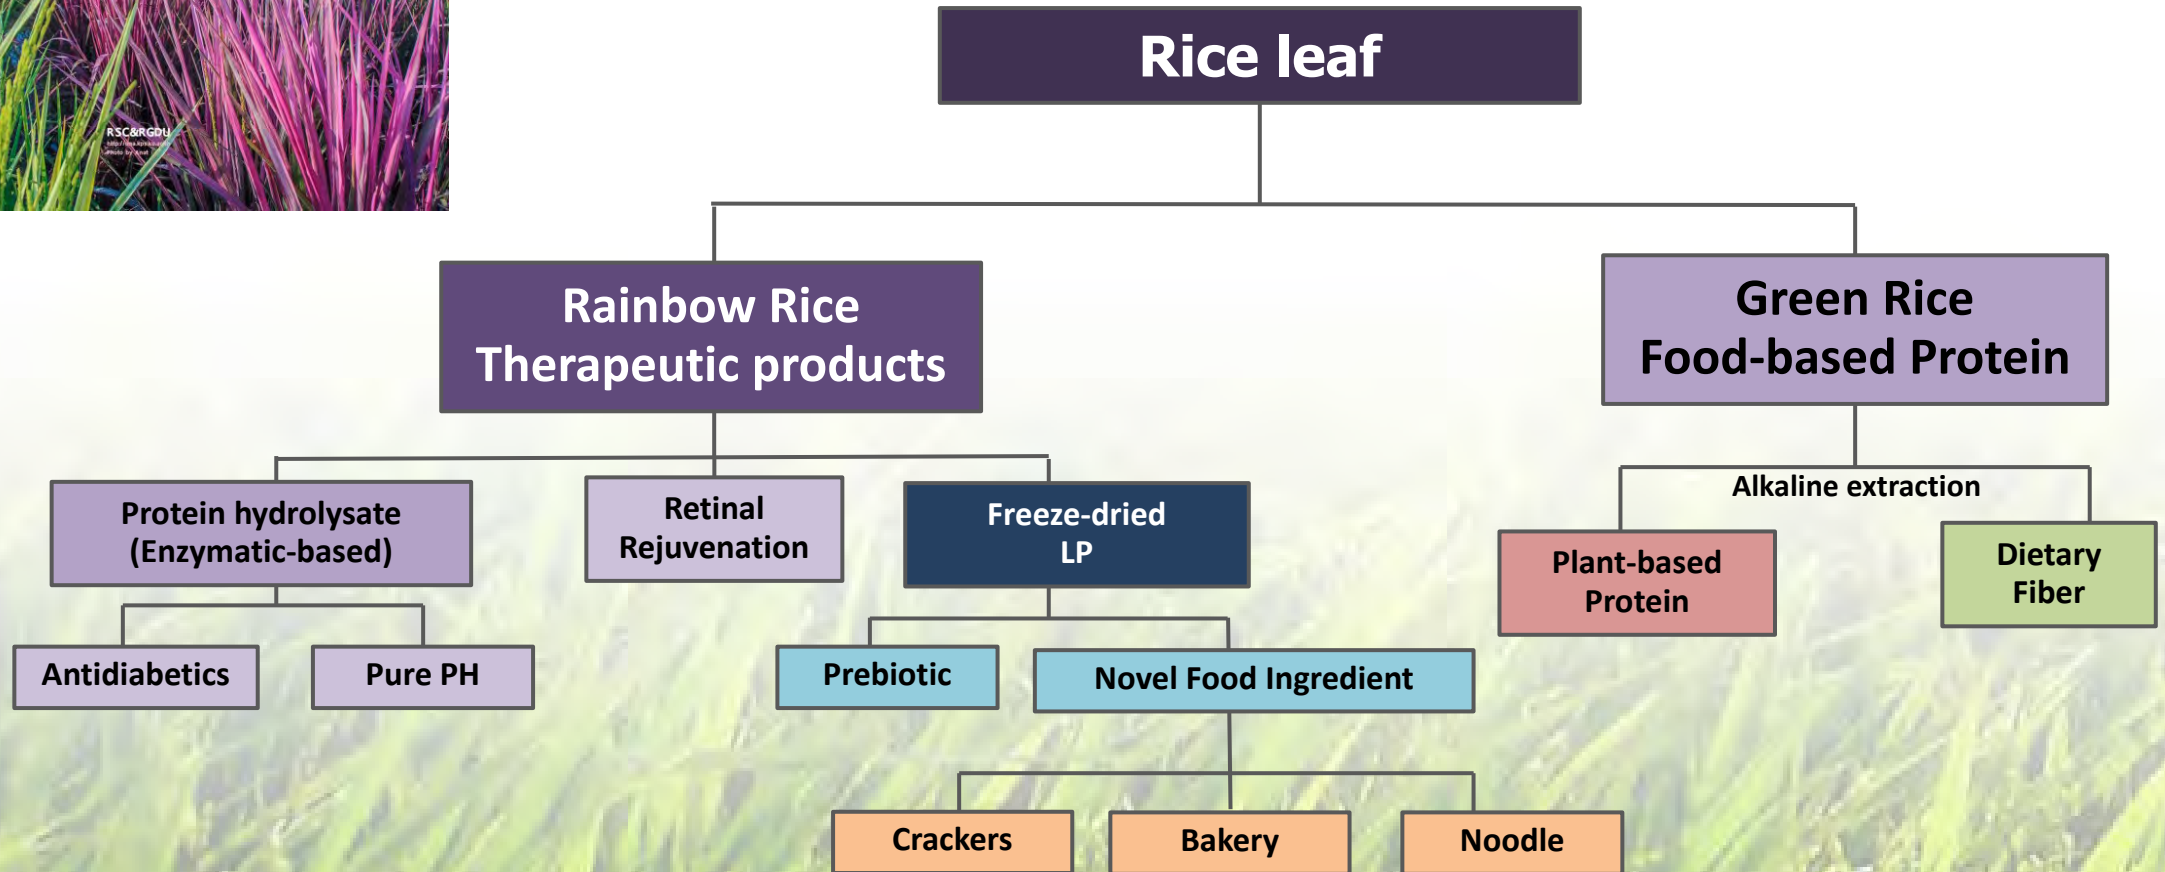 RSC&RGDU
Rice leaf
Rainbow Rice
Therapeutic products
Green Rice
Food-based Protein
Protein hydrolysate
(Enzymatic-based)
Retinal
Rejuvenation
Freeze-dried
LP
Alkaline extraction
Plant-based
Protein
Dietary
Fiber
Antidiabetics
Pure PH
Prebiotic
Novel Food Ingredient
Crackers
Bakery
Noodle